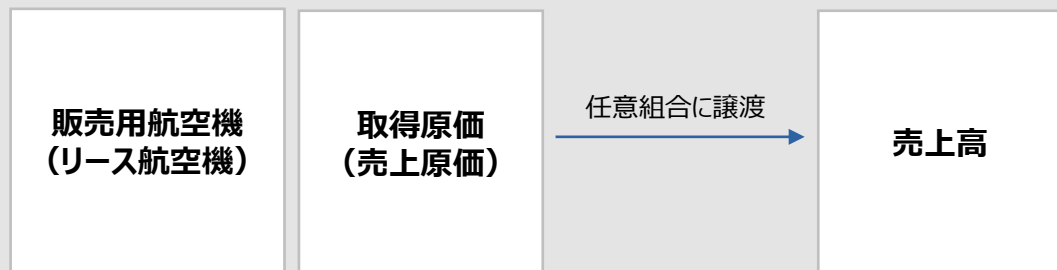 販売用航空機
（リース航空機）
取得原価
（売上原価）
任意組合に譲渡
売上高